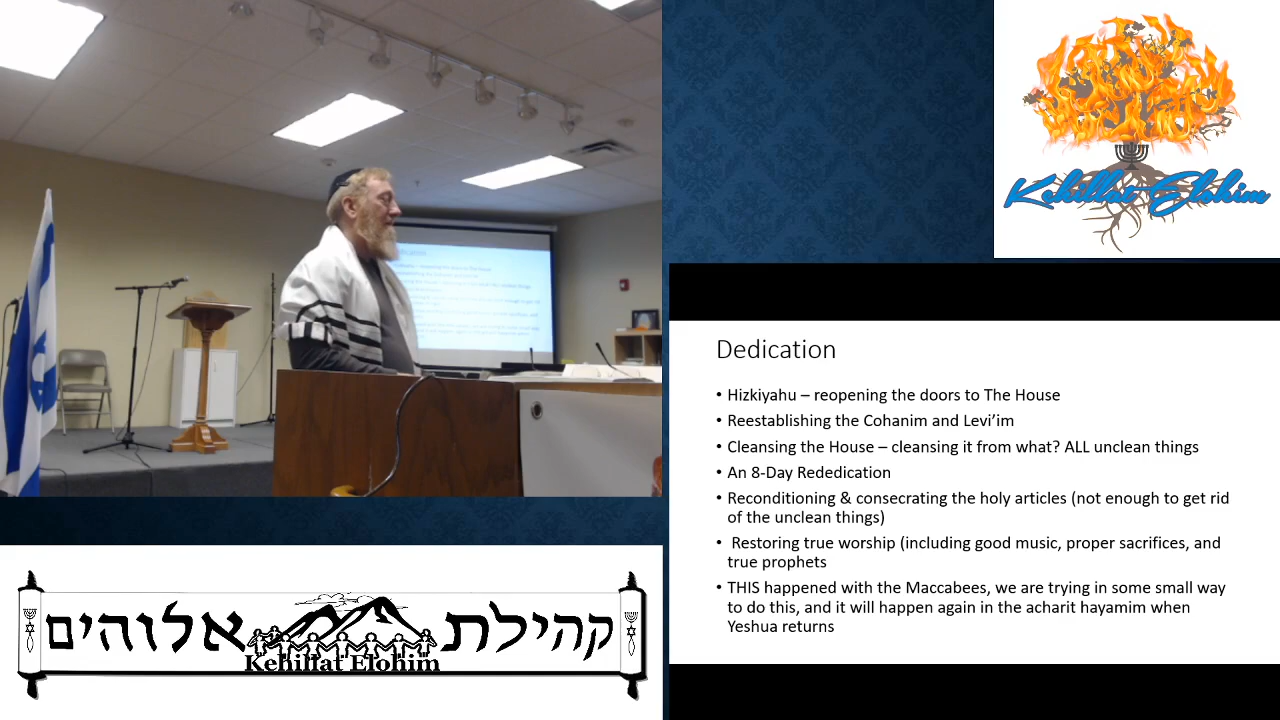 Kehillat Elohim
Dedication
• Hizkiyahu – reopening the doors to The House
• Reestablishing the Cohanim and Levi’im
• Cleansing the House – cleansing it from what? ALL unclean things
• An 8-Day Rededication
• Reconditioning & consecrating the holy articles (not enough to get rid
of the unclean things)
• Restoring true worship (including good music, proper sacrifices, and
true prophets
• THIS happened with the Maccabees, we are trying in some small way
to do this, and it will happen again in the acharit hayamim when
Yeshua returns
קהילת אלוהים
Kehillat Elohim